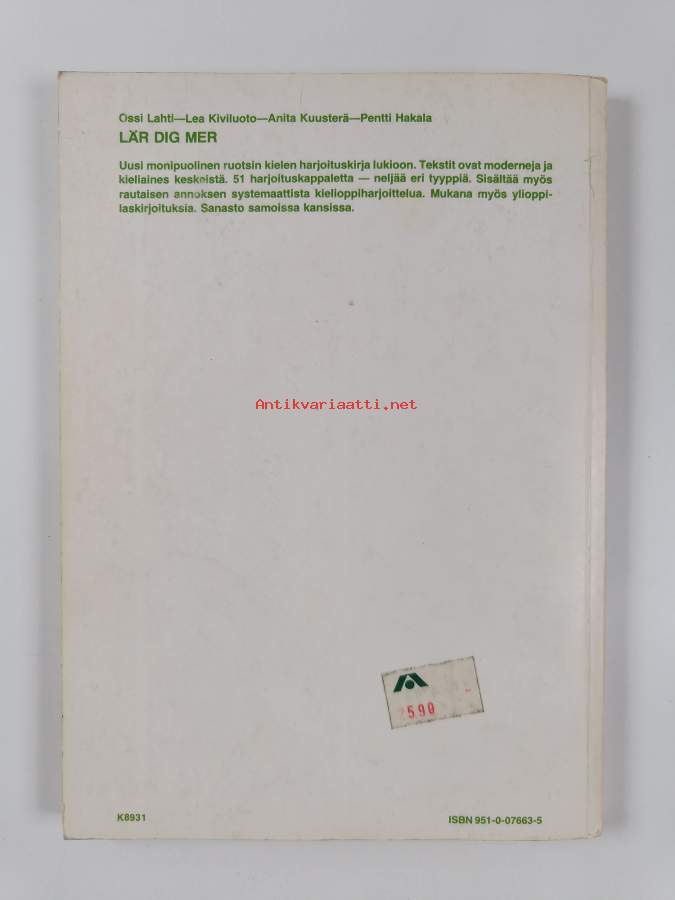 Ossi Lahti—Lea Kiviluoto—Anita Kuusterä—Pentti Hakala
LÄR DIG MER
Uusi monipuolinen ruotsin kielen harjoituskirja lukioon. Tekstit ovat moderneja ja
kieliaines keskeistä. 51 harjoituskappaletta — neljää eri tyyppiä. Sisältää myös
rautaisen annoksen systemaattista kielioppiharjoittelua. Mukana myös ylioppi-
laskirjoituksia. Sanasto samoissa kansissa.
Antikvariaatti.net
590
K8931
ISBN 951-0-07663-5